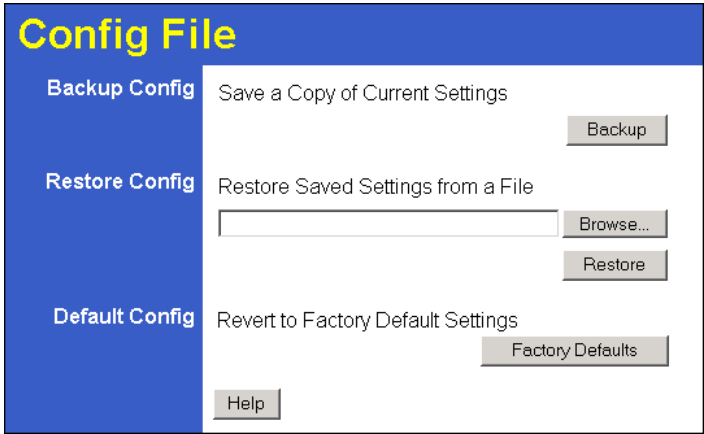 Config File
Backup Config
Save a Copy of Current Settings
Backup
Restore Config
Restore Saved Settings from a File
Browse...
Restore
Default Config
Revert to Factory Default Settings
Factory Defaults
Help